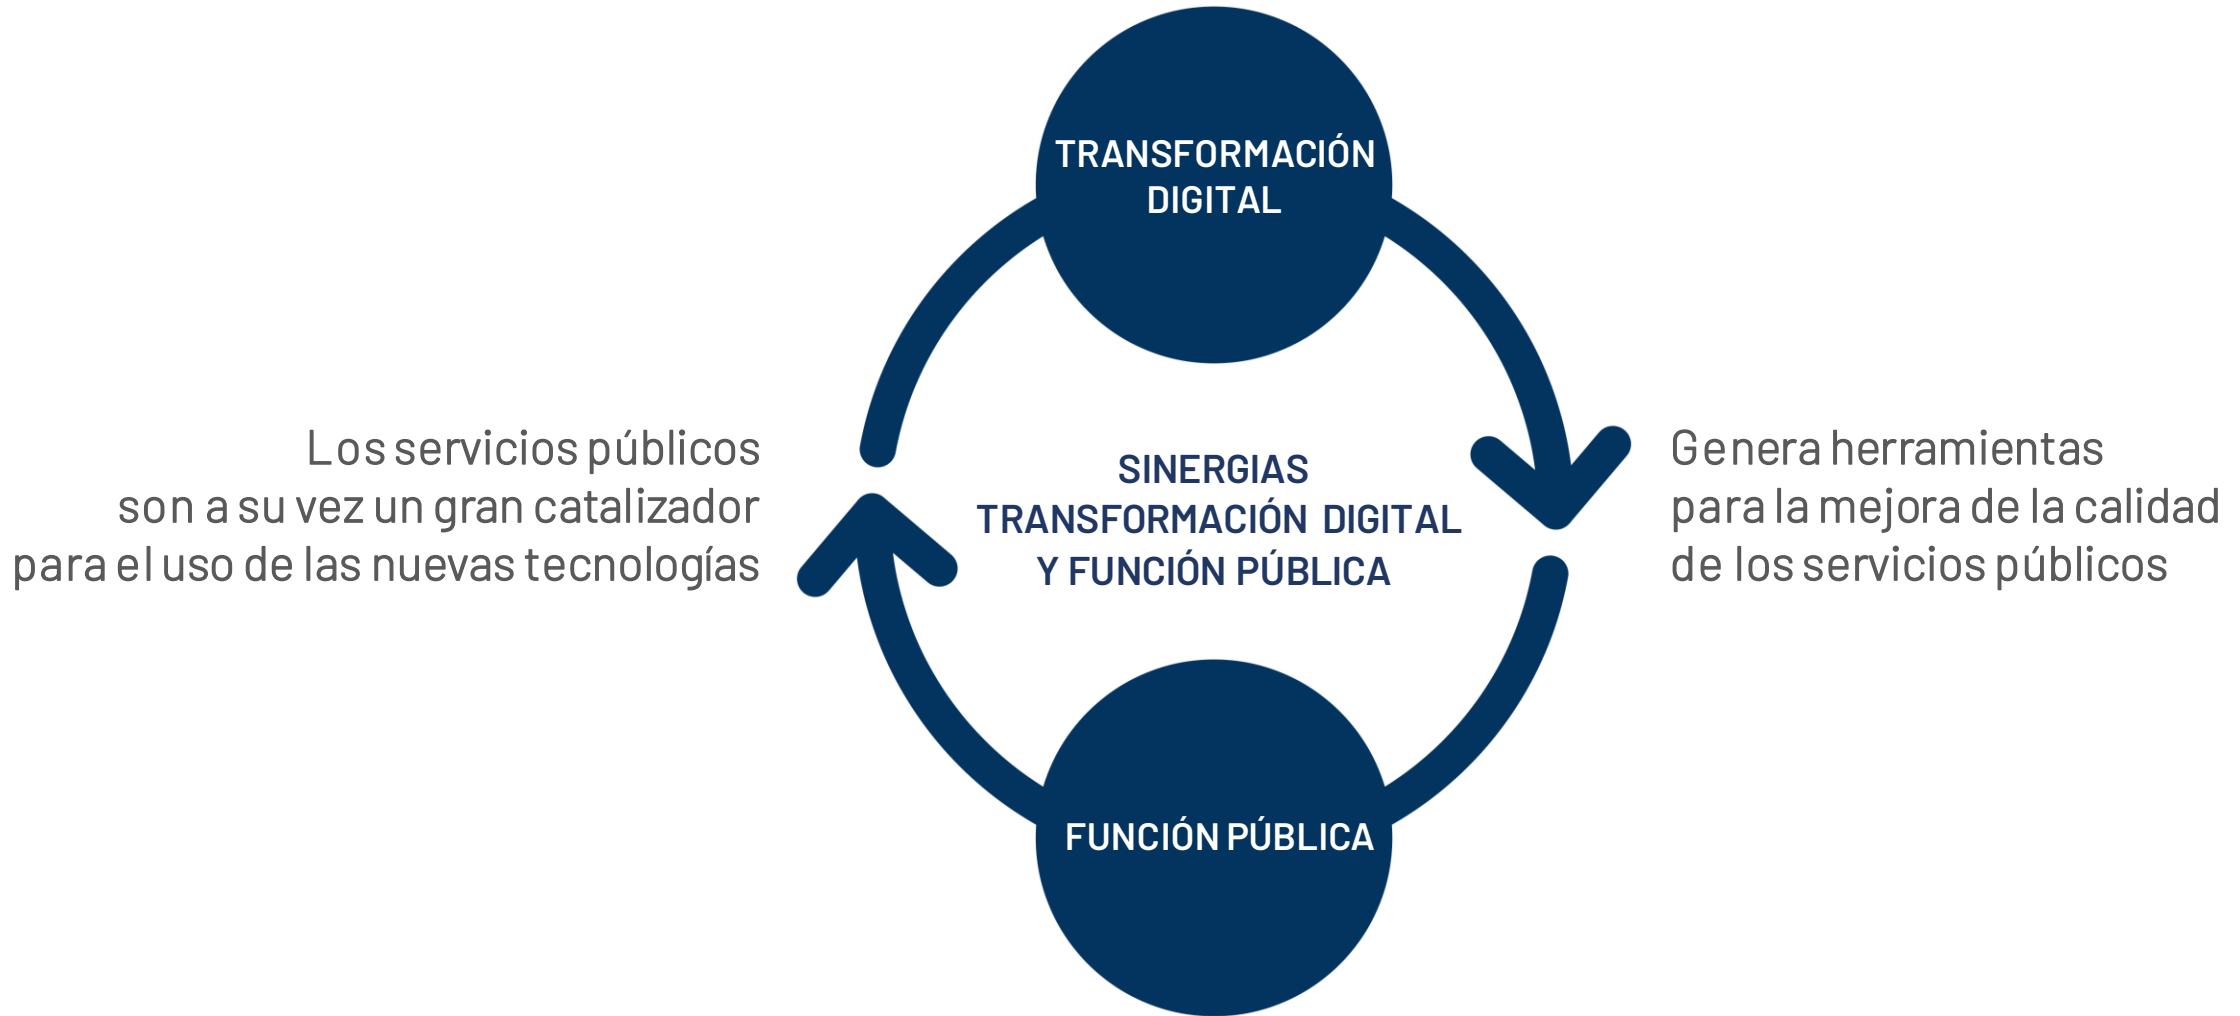 TRANSFORMACIÓN
DIGITAL
Los servicios públicos
son a su vez un gran catalizador
para el uso de las nuevas tecnologías
SINERGIAS
TRANSFORMACIÓN DIGITAL
Y FUNCIÓN PÚBLICA
Genera herramientas
para la mejora de la calidad
de los servicios públicos
FUNCIÓN PÚBLICA